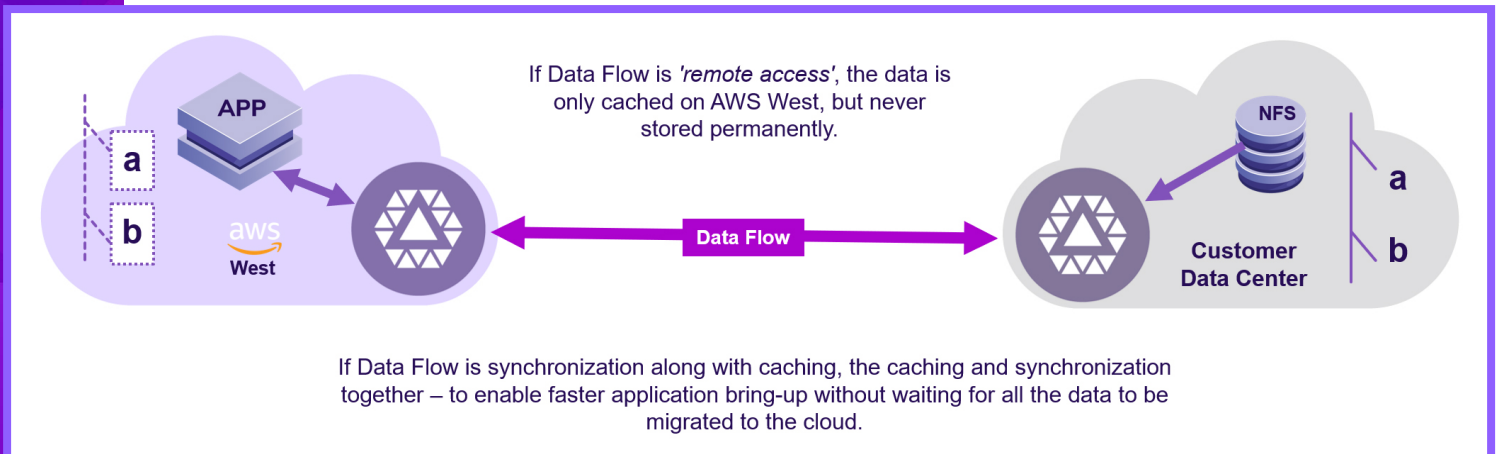 If Data Flow is 'remote access', the data is
only cached on AWS West, but never
stored permanently.
APP
a
b
aws
West
Data Flow
NFS
a
b
Customer
Data Center
If Data Flow is synchronization along with caching, the caching and synchronization
together – to enable faster application bring-up without waiting for all the data to be
migrated to the cloud.